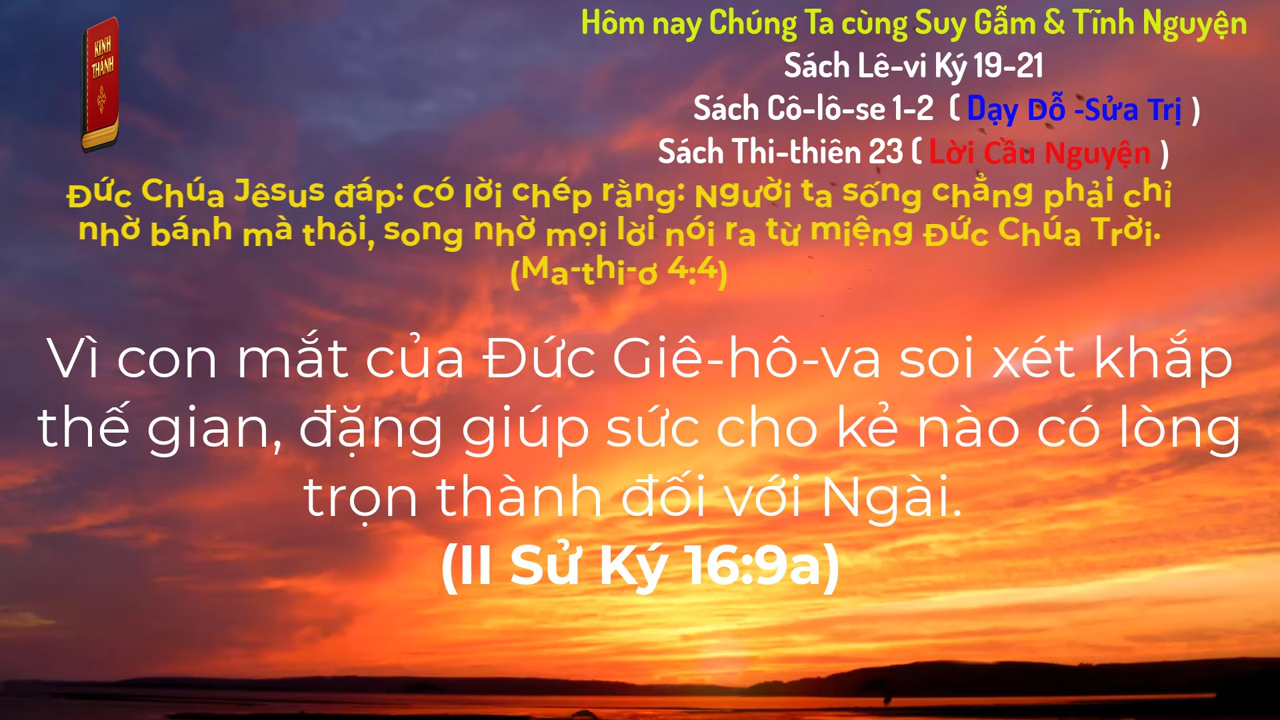 KINH
THÁNH
Hôm nay Chúng Ta cùng Suy Gẫm & Tĩnh Nguyện
Sách Lê-vi Ký 19-21
Sách Cô-lô-se 1-2 ( Dạy Dỗ -Sửa Trị )
Sách Thi-thiên 23 ( Lời Cầu Nguyện )
Đức Chúa Jêsus đáp: Có lời chép rằng: Người ta sống chẳng phải chỉ
nhờ bánh mà thôi, song nhờ mọi lời nói ra từ miệng Đức Chúa Trời.
(Ma-thi-ơ 4:4)
Vì con mắt của Đức Giê-hô-va soi xét khắp
thế gian, đặng giúp sức cho kẻ nào có lòng
trọn thành đối với Ngài.
(II Sử Ký 16:9a)